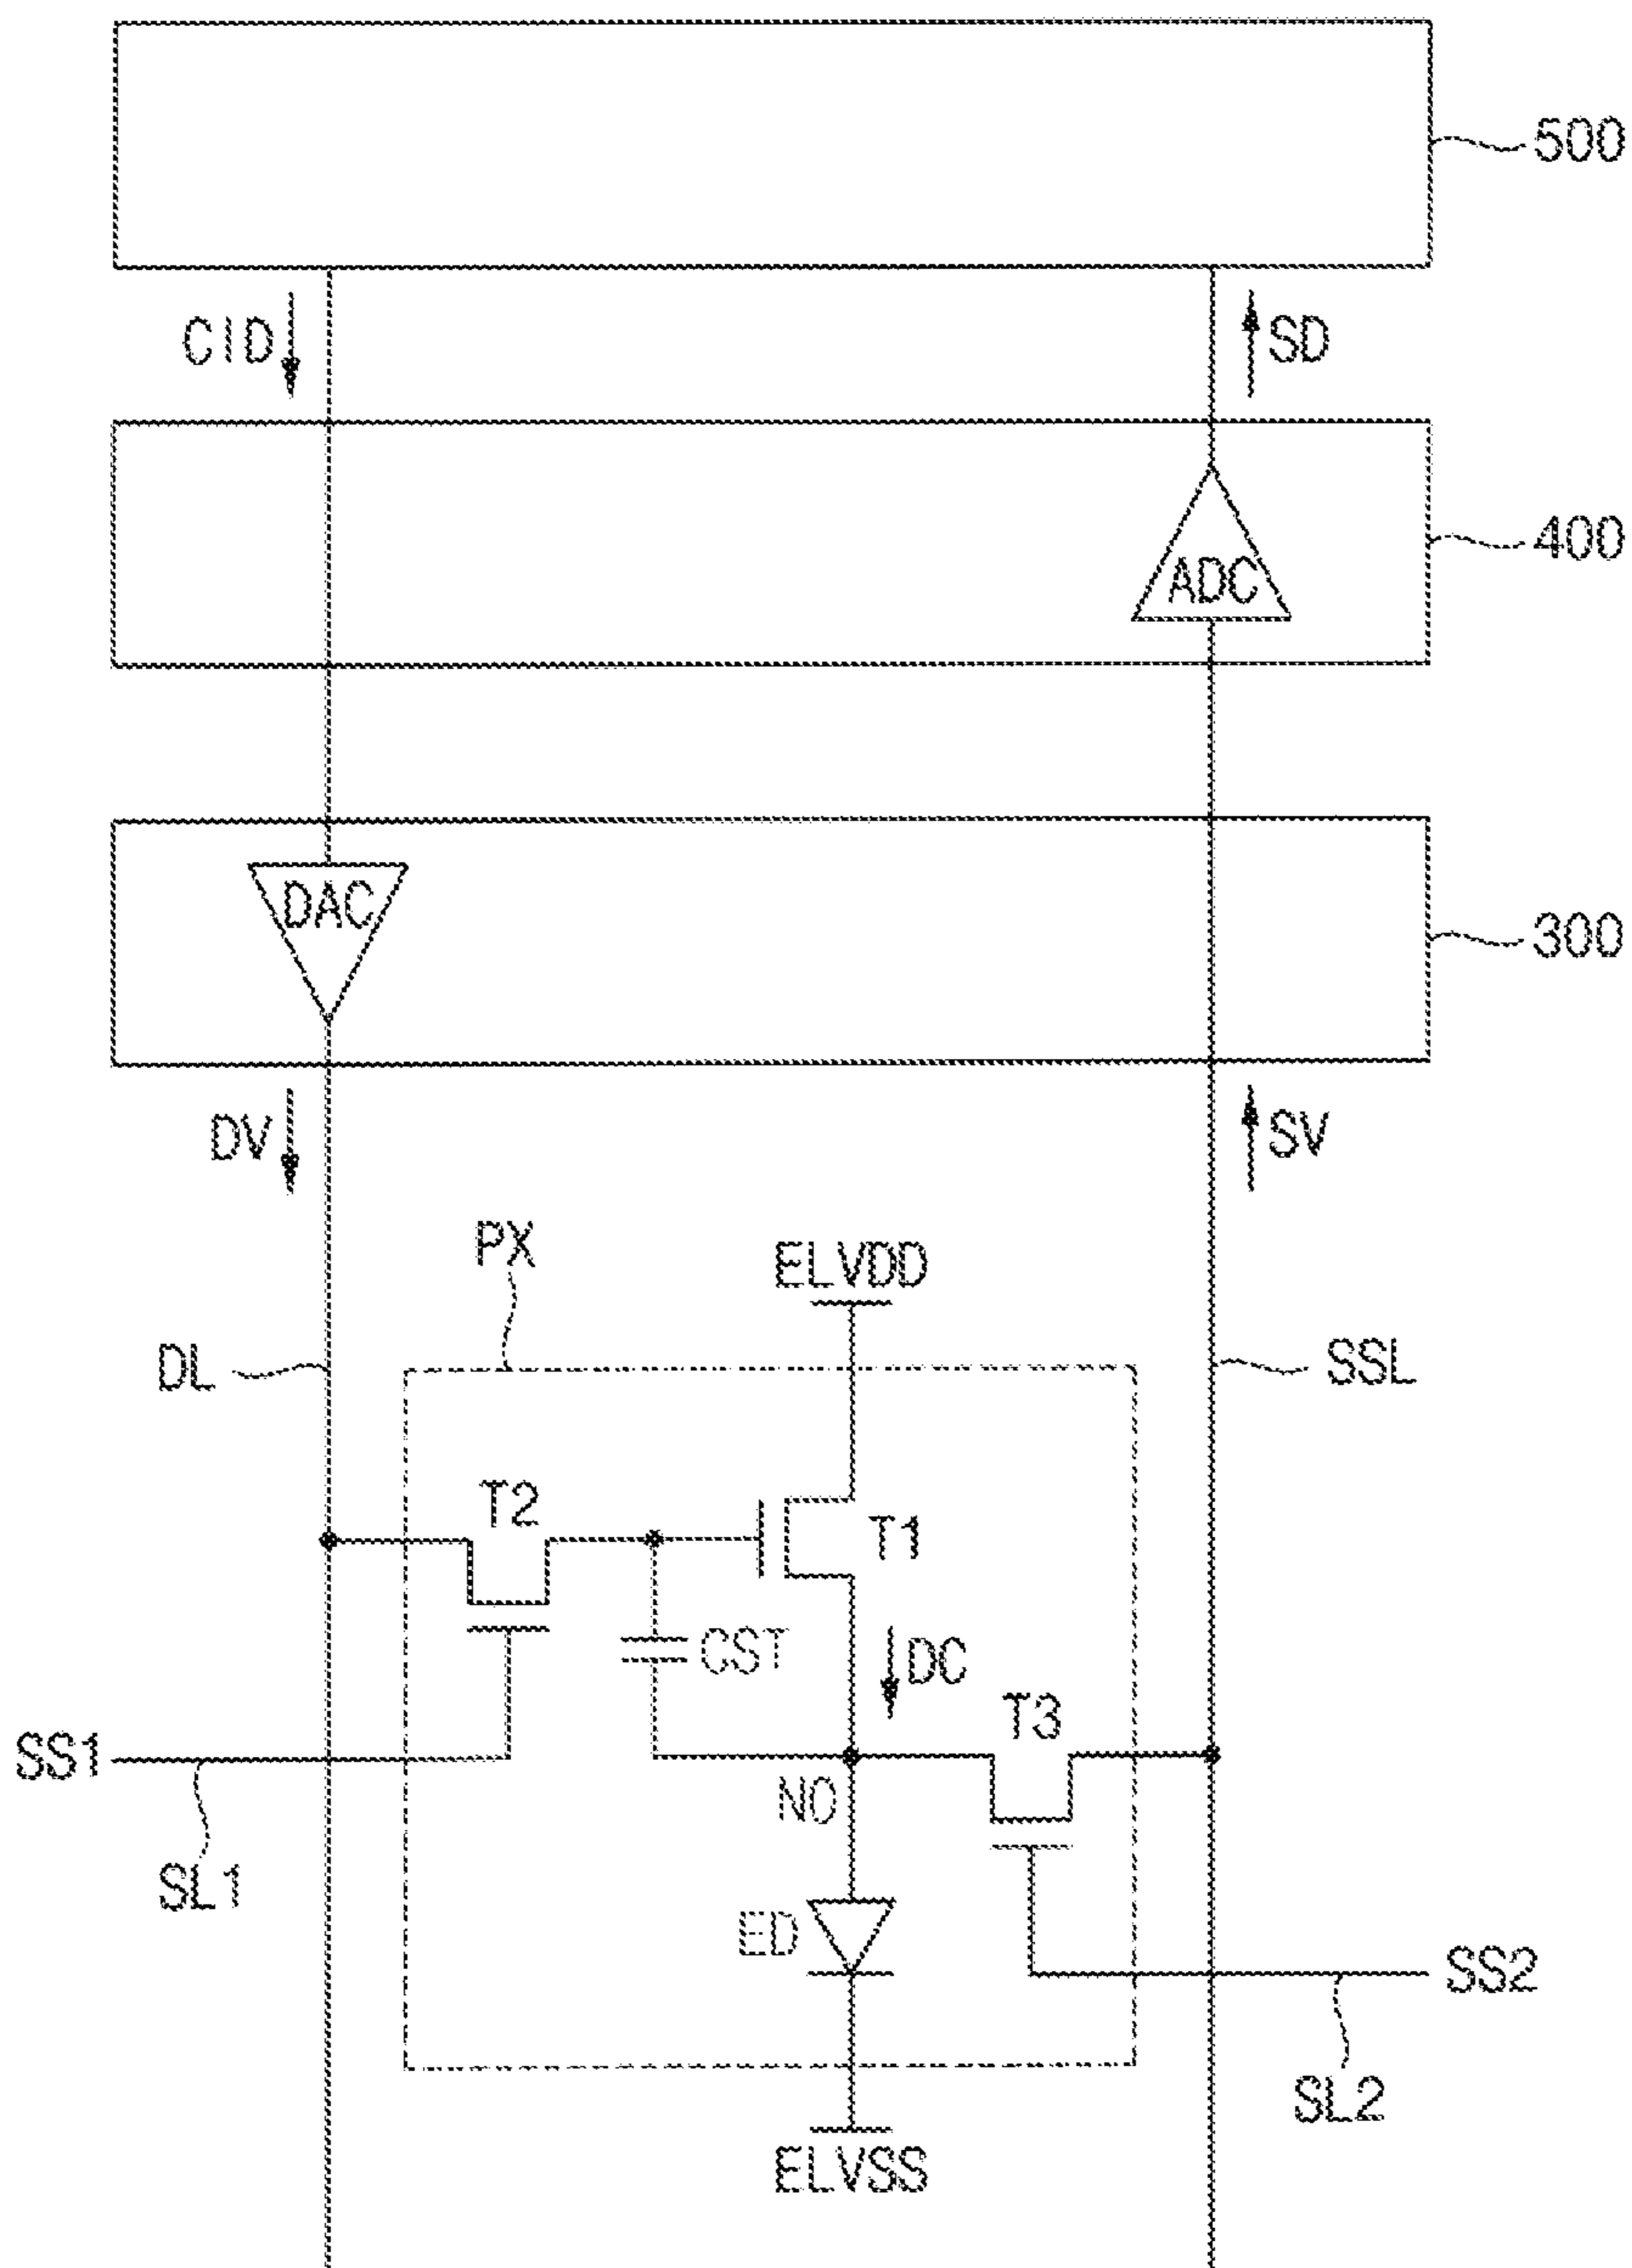 500
CID
SD
400
ADC
300
DAC
DV
SV
PX
ELVDD
DL
SSL
T2
T1
CST
DC
T3
SS1
NO
SL1
ED
SS2
SL2
ELVSS